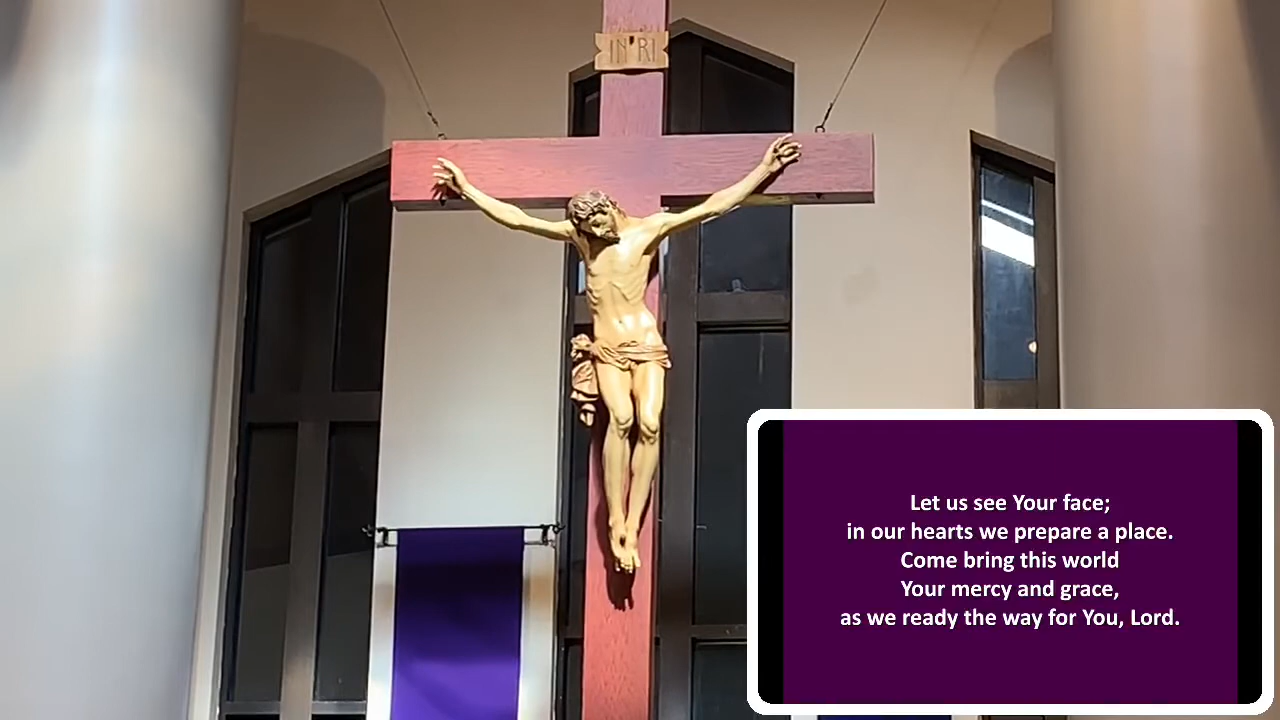 INRI
Let us see Your face;
in our hearts we prepare a place.
Come bring this world
Your mercy and grace,
as we ready the way for You, Lord.